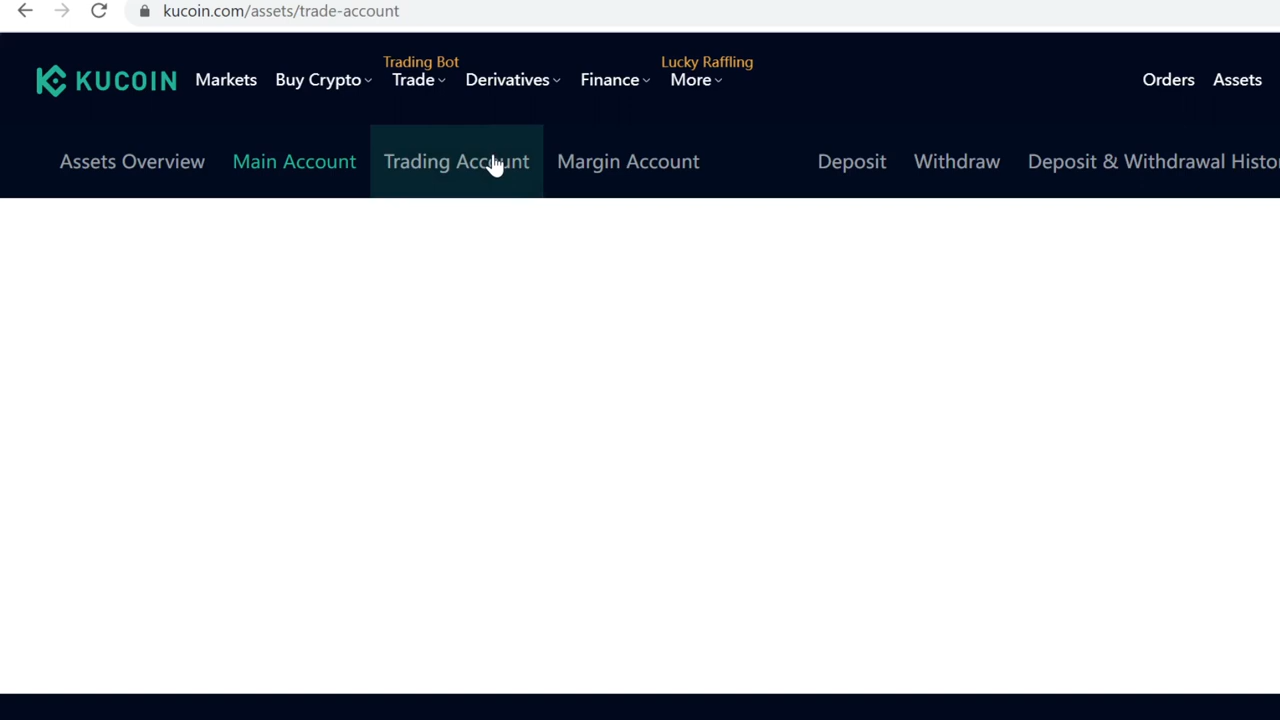 kucoin.com/assets/trade-account
Trading Bot
Lucky Raffling
KUCOIN Markets Buy Crypto Trade Derivatives Finance More Orders Assets
Assets Overview Main Account Trading Account Margin Account Deposit Withdraw Deposit & Withdrawal Histo